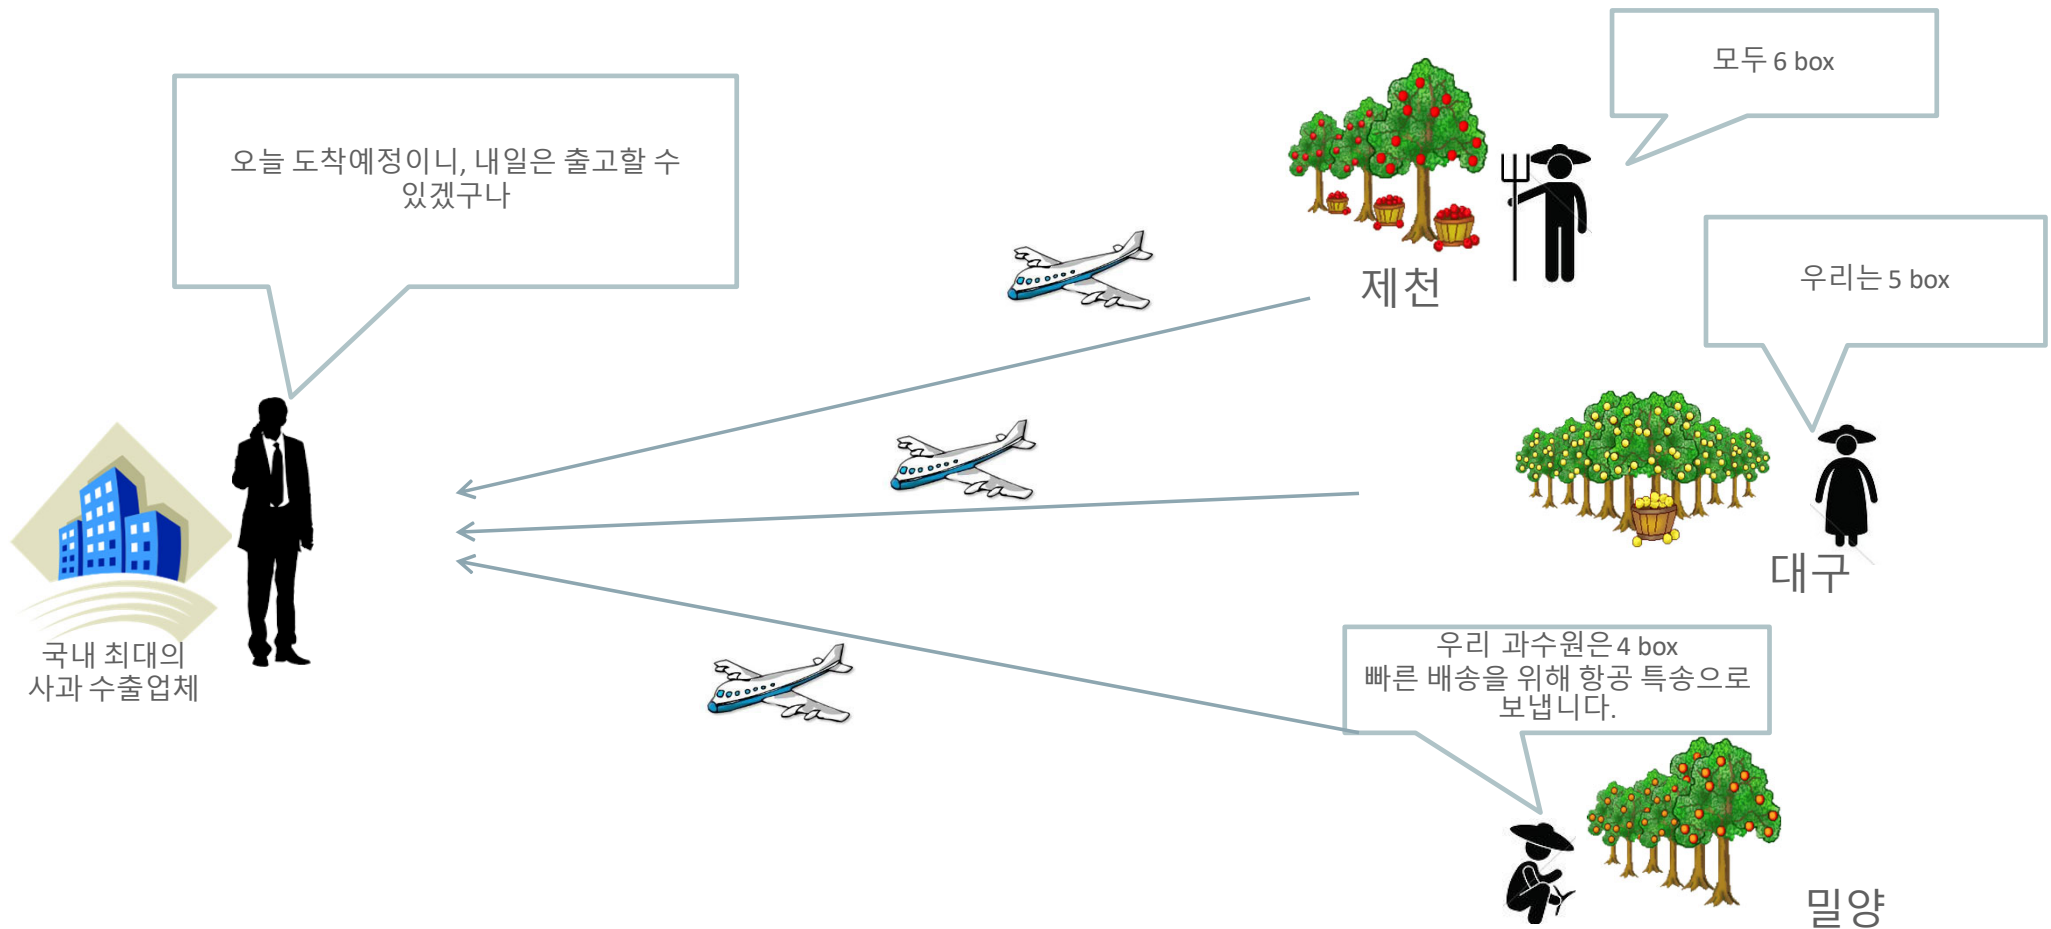 모두 6 box
오늘 도착예정이니, 내일은 출고할 수
있겠구나
우리는 5 box
제천
대구
국내 최대의
사과 수출업체
우리 과수원은 4 box
빠른 배송을 위해 항공 특송으로
보냅니다.
밀양